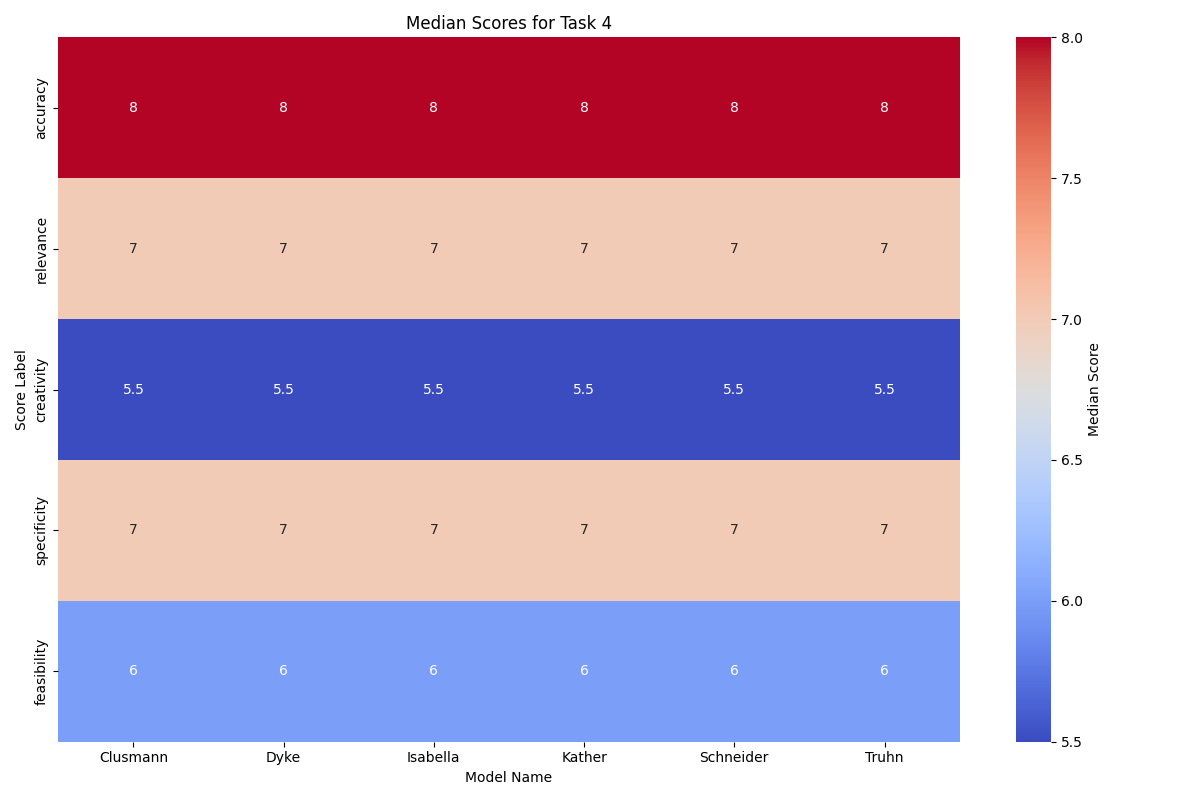 Median Scores for Task 4
Score Label
accuracy 8 8 8 8 8 8
relevance 7 7 7 7 7 7
creativity 5.5 5.5 5.5 5.5 5.5 5.5
specificity 7 7 7 7 7 7
feasibility 6 6 6 6 6 6
Clusmann Dyke Isabella Kather Schneider Truhn
Model Name
8.0
7.5
7.0
6.5
6.0
5.5
Median Score